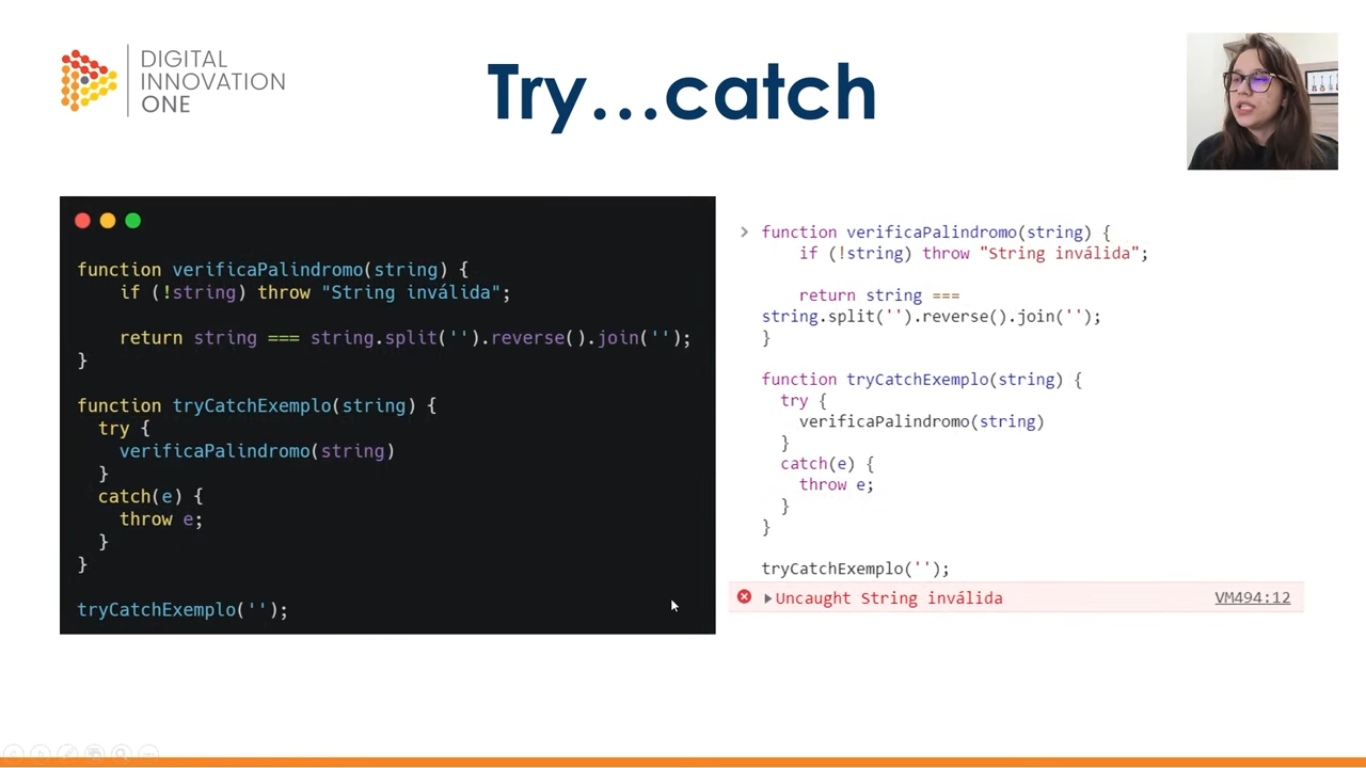 DIGITAL
INNOVATION
ONE
Try...catch
function verificaPalindromo(string) {
    if (!string) throw "String inválida";

    return string === string.split('').reverse().join('');
}

function tryCatchExemplo(string) {
  try {
    verificaPalindromo(string)
  }
  catch(e) {
    throw e;
  }
}

tryCatchExemplo('');
function verificaPalindromo(string) {
    if (!string) throw "String inválida";

    return string ===
string.split('').reverse().join('');
}

function tryCatchExemplo(string) {
  try {
    verificaPalindromo(string)
  }
  catch(e) {
    throw e;
  }
}

tryCatchExemplo('');
Uncaught String inválida VM494:12